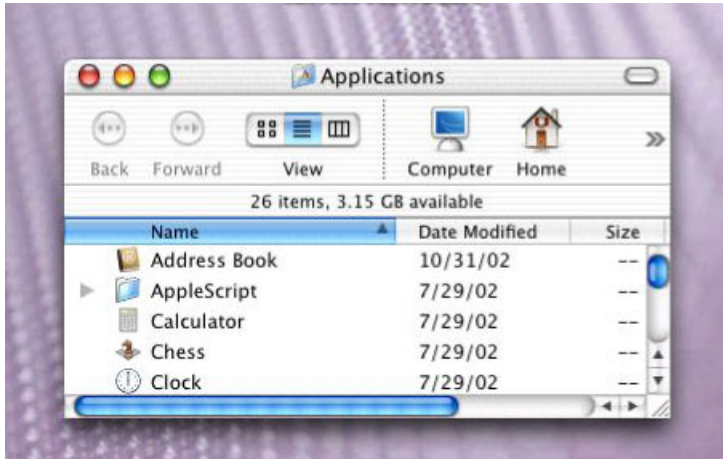 Applications
Back Forward View Computer Home
26 items, 3.15 GB available
Name Date Modified Size
Address Book 10/31/02 --
AppleScript 7/29/02 --
Calculator 7/29/02 --
Chess 7/29/02 --
Clock 7/29/02 --